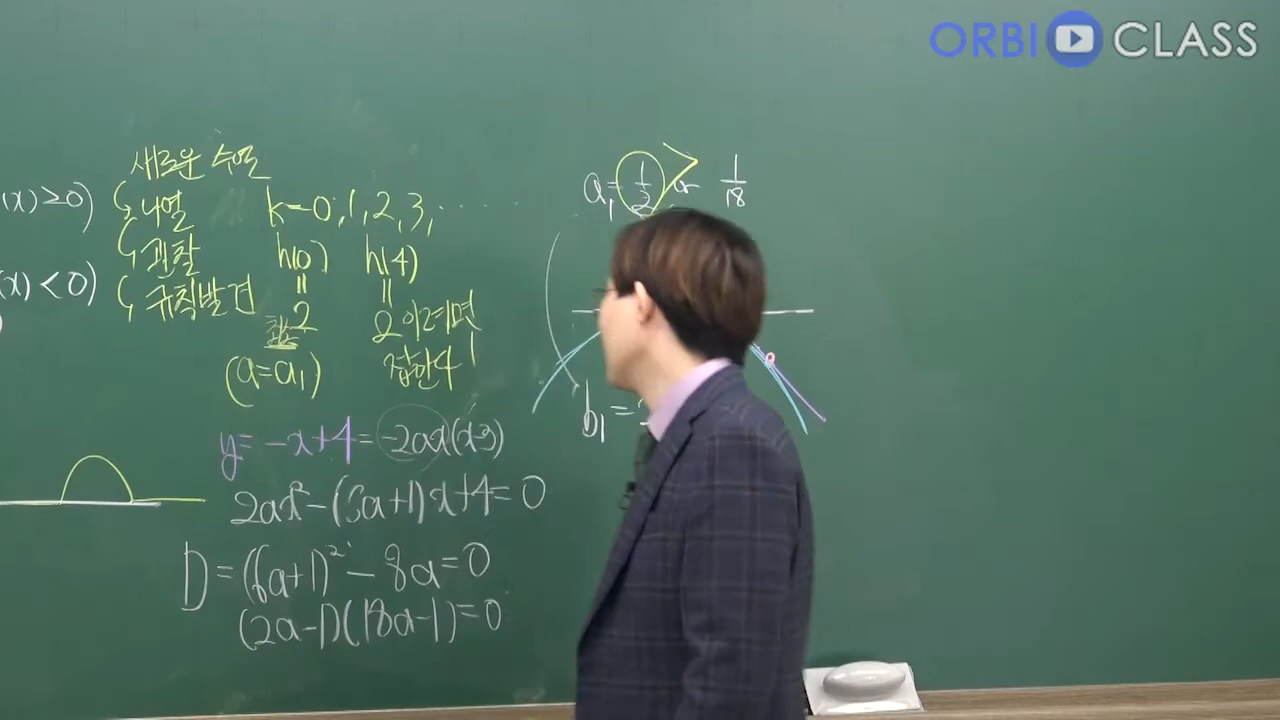 ORBI CLASS
새로운 수열
나열
관찰
규칙발견
(x) ≥ 0)
(x) < 0)
k=0,1,2,3,.....
h(0) h(4)
= =
2 2이려면
(a=a₁) 접한다!
y= -x+4 = -2ax(x-3)
2ax²-(6a+1)x+4=0
D=(6a+1)²-8a=0
(2a-1)(18a-1)=0
a₁=1/2 or 1/18
b₁=